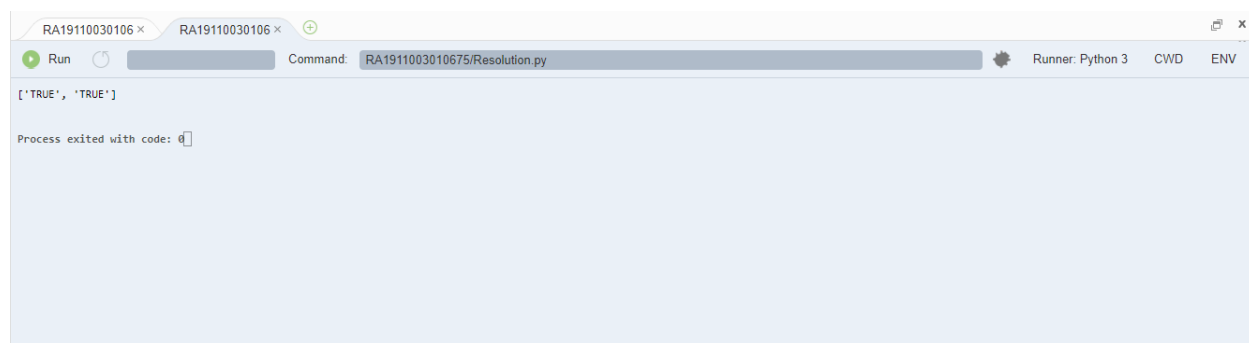 RA19110030106 × RA19110030106 ×
Run Command: RA1911003010675/Resolution.py Runner: Python 3 CWD ENV
['TRUE', 'TRUE']
Process exited with code: 0